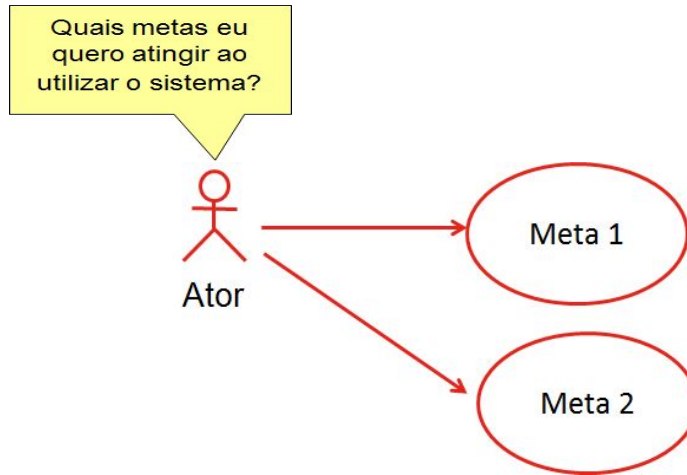 Quais metas eu
quero atingir ao
utilizar o sistema?
Meta 1
Ator
Meta 2